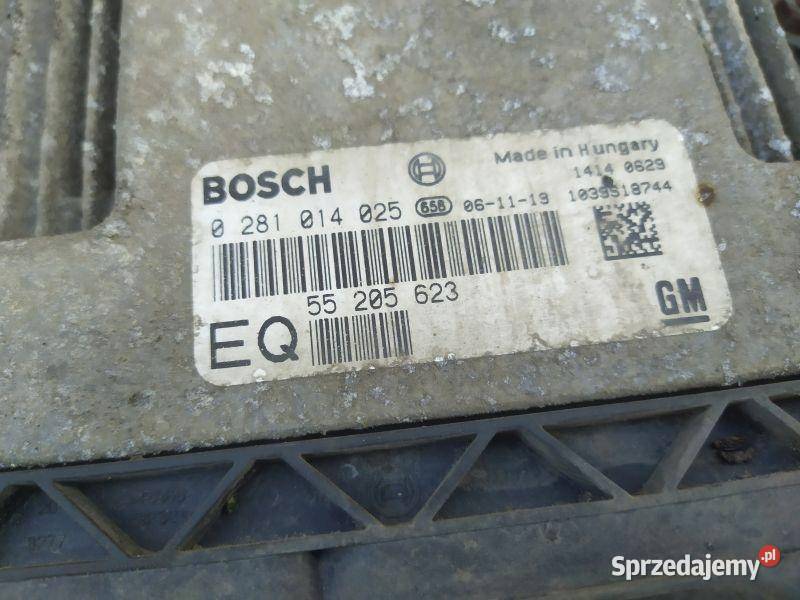 Made in Hungary
BOSCH
1414 0629
0 281 014 025 656 06-11-19 1039S18744
55 205 623
EQ
GM
Sprzedajemy.pl